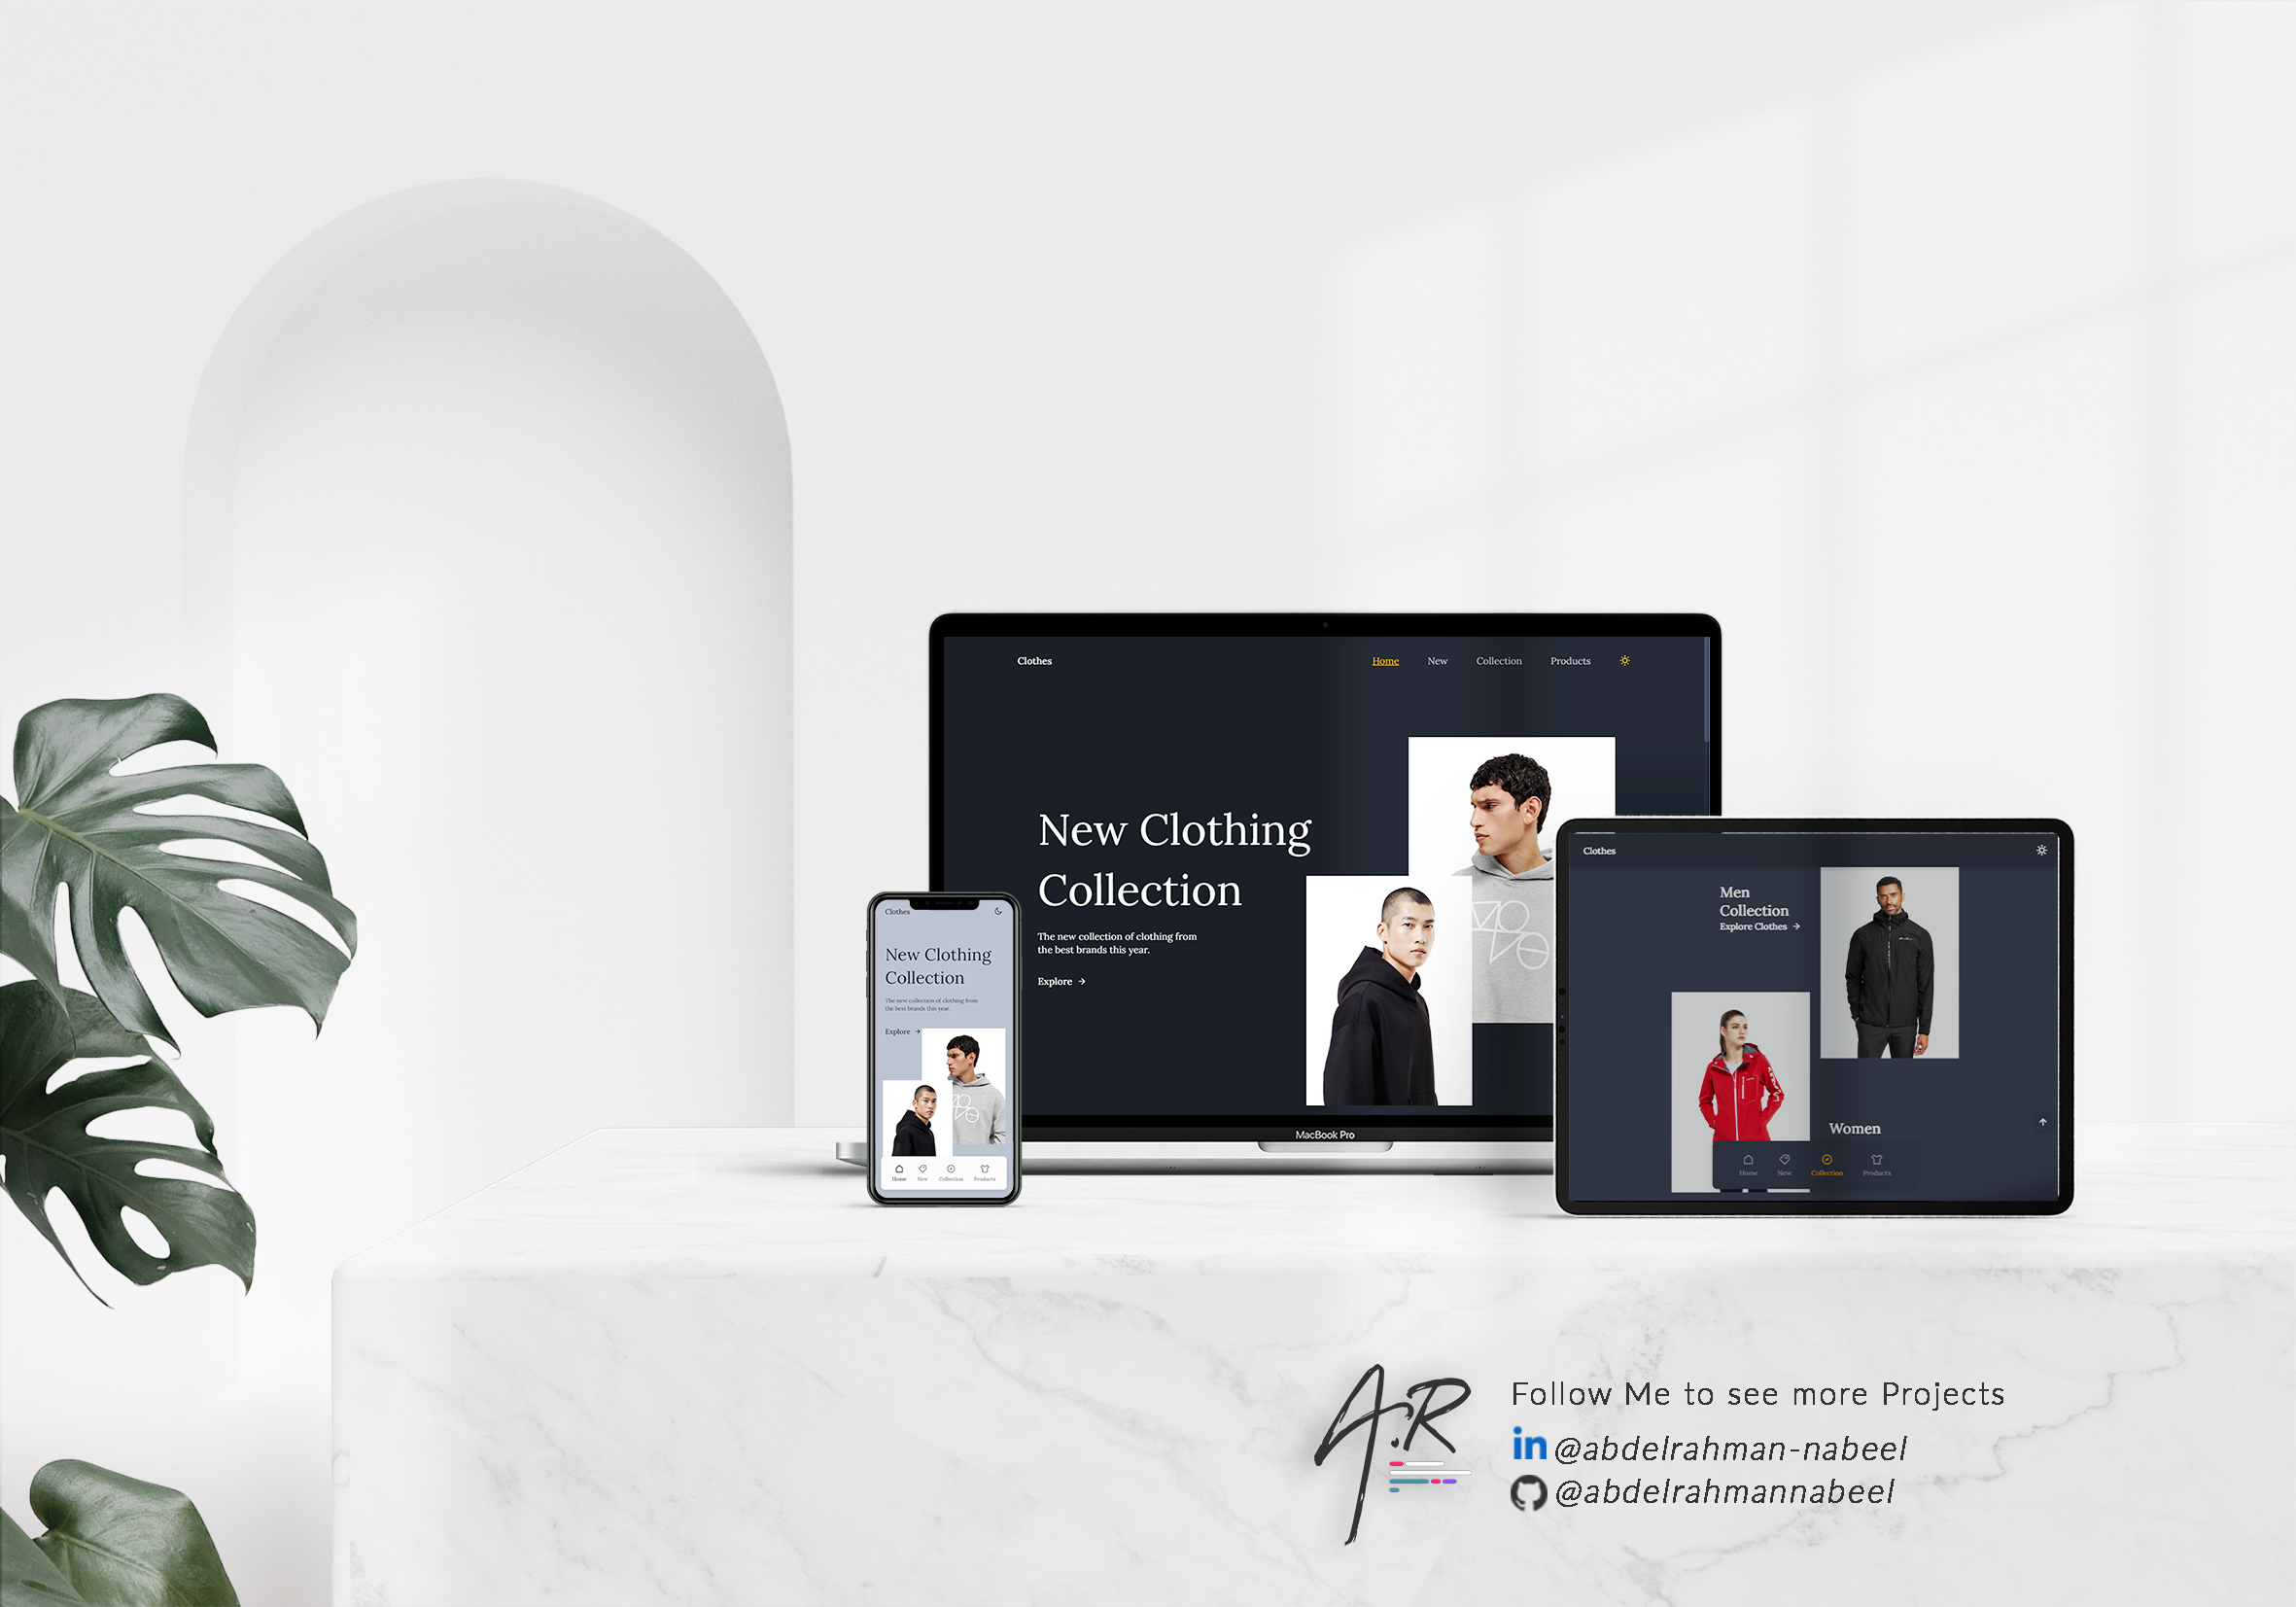 Clothes
Home New Collection Products
New Clothing
Collection
The new collection of clothing from
the best brands this year.
Explore
MacBook Pro
Clothes
New Clothing
Collection
The new collection of clothing from
the best brands this year.
Explore
Home New Collection Products
Clothes
Men
Collection
Explore Clothes
Women
Home New Collection Products
A.R
Follow Me to see more Projects
in @abdelrahman-nabeel
@abdelrahmannabeel